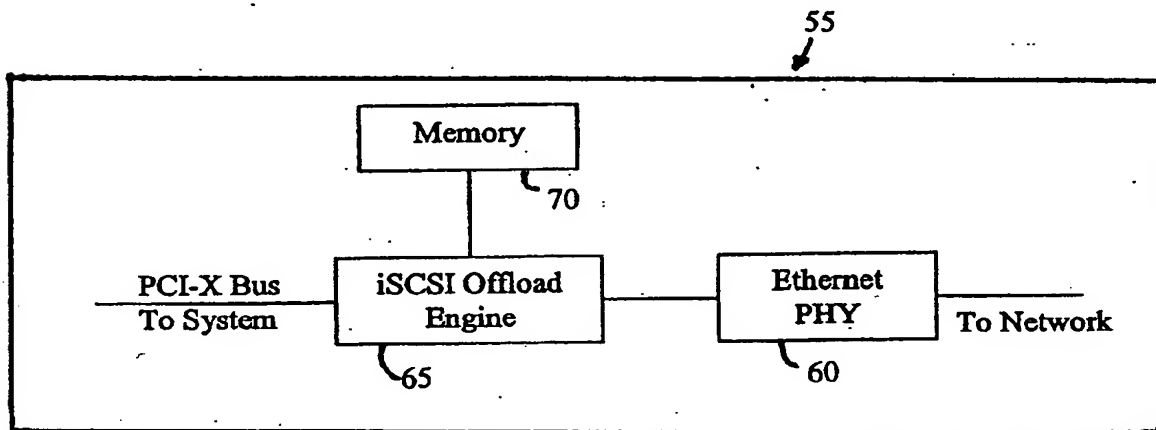 55
Memory
70
PCI-X Bus
To System
iSCSI Offload
Engine
65
Ethernet
PHY
60
To Network